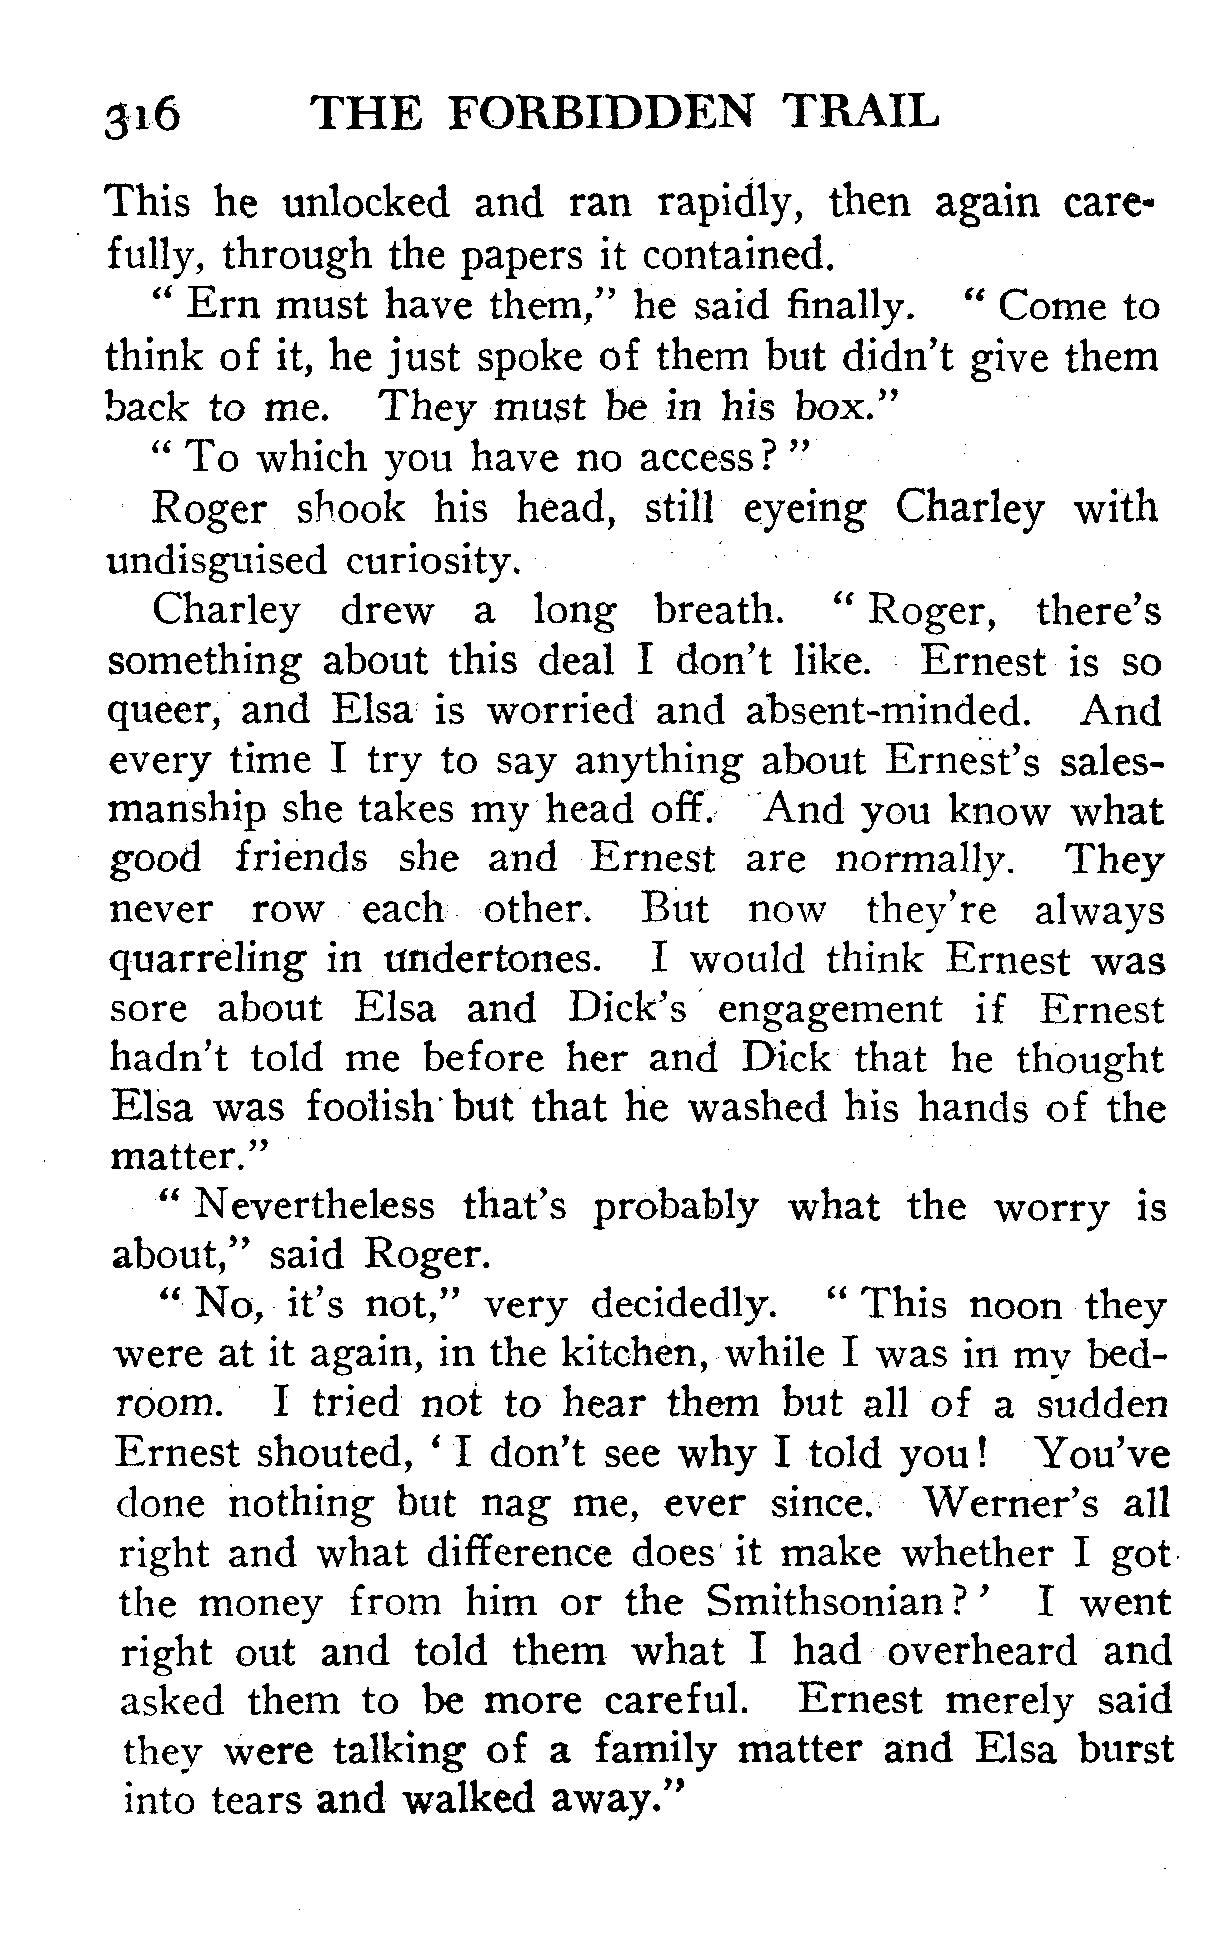 316 THE FORBIDDEN TRAIL
This he unlocked and ran rapidly, then again care-
fully, through the papers it contained.
“ Ern must have them,” he said finally. “ Come to
think of it, he just spoke of them but didn’t give them
back to me. They must be in his box.”
“ To which you have no access? ”
Roger shook his head, still eyeing Charley with
undisguised curiosity.
Charley drew a long breath. “ Roger, there’s
something about this deal I don’t like. Ernest is so
queer, and Elsa is worried and absent-minded. And
every time I try to say anything about Ernest’s sales-
manship she takes my head off. And you know what
good friends she and Ernest are normally. They
never row each other. But now they’re always
quarreling in undertones. I would think Ernest was
sore about Elsa and Dick’s engagement if Ernest
hadn’t told me before her and Dick that he thought
Elsa was foolish but that he washed his hands of the
matter.”
“ Nevertheless that’s probably what the worry is
about,” said Roger.
“ No, it’s not,” very decidedly. “ This noon they
were at it again, in the kitchen, while I was in my bed-
room. I tried not to hear them but all of a sudden
Ernest shouted, ‘ I don’t see why I told you! You’ve
done nothing but nag me, ever since. Werner’s all
right and what difference does it make whether I got
the money from him or the Smithsonian? ’ I went
right out and told them what I had overheard and
asked them to be more careful. Ernest merely said
they were talking of a family matter and Elsa burst
into tears and walked away.”